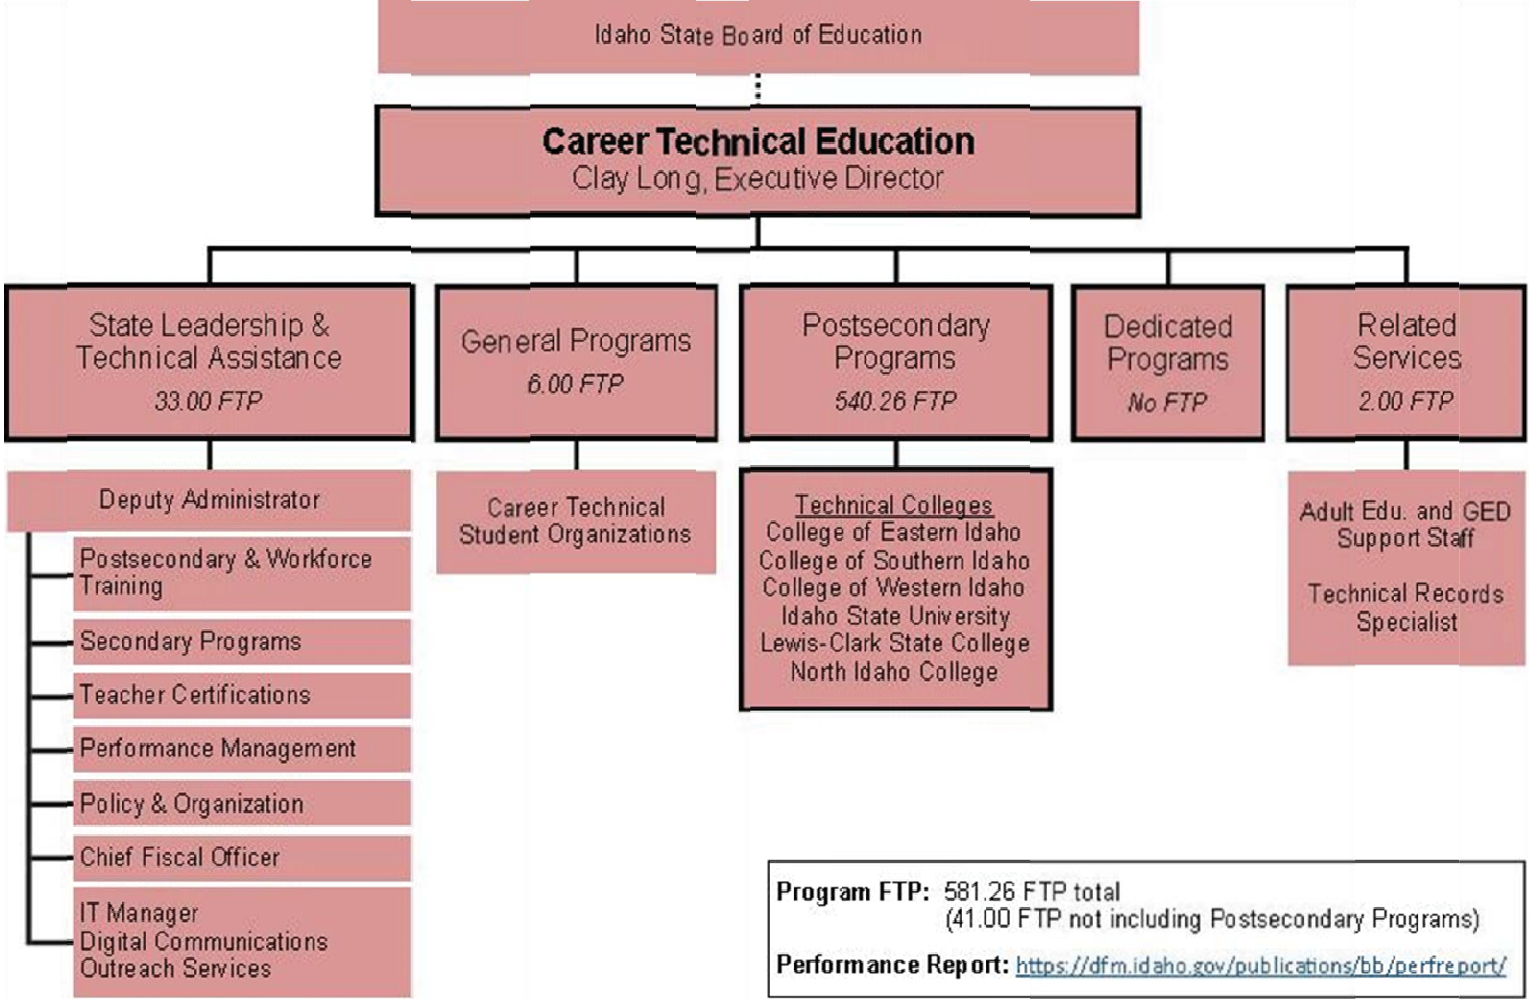 Idaho State Board of Education
Career Technical Education
Clay Long, Executive Director
State Leadership &
Technical Assistance
33.00 FTP
General Programs
6.00 FTP
Postsecondary
Programs
540.26 FTP
Dedicated
Programs
No FTP
Related
Services
2.00 FTP
Deputy Administrator
Postsecondary & Workforce
Training
Secondary Programs
Teacher Certifications
Performance Management
Policy & Organization
Chief Fiscal Officer
IT Manager
Digital Communications
Outreach Services
Career Technical
Student Organizations
Technical Colleges
College of Eastern Idaho
College of Southern Idaho
College of Western Idaho
Idaho State University
Lewis-Clark State College
North Idaho College
Adult Edu. and GED
Support Staff
Technical Records
Specialist
Program FTP: 581.26 FTP total
(41.00 FTP not including Postsecondary Programs)
Performance Report: https://dfm.idaho.gov/publications/bb/perfreport/